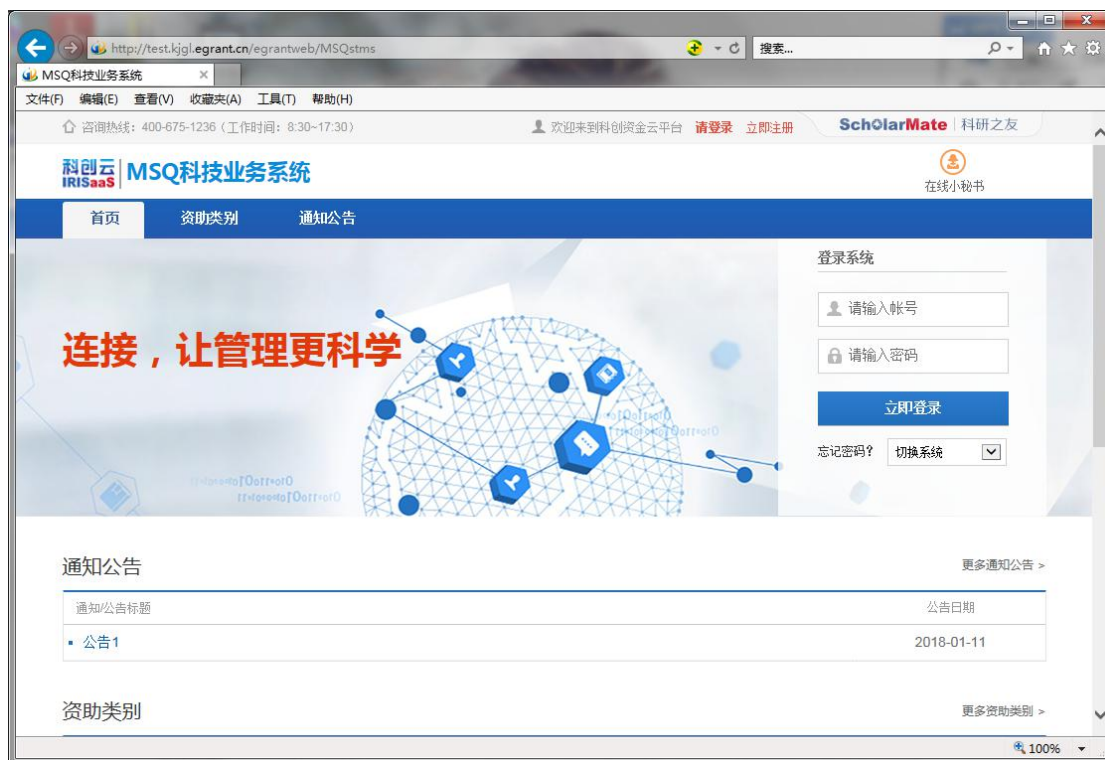 http://test.kjgl.egrant.cn/egrantweb/MSQstms
搜索...
MSQ科技业务系统
文件(F) 编辑(E) 查看(V) 收藏夹(A) 工具(T) 帮助(H)
咨询热线：400-675-1236（工作时间：8:30~17:30） 欢迎来到科创资金云平台 请登录 立即注册 ScholarMate 科研之友
科创云
IRISaaS
MSQ科技业务系统
在线小秘书
首页 资助类别 通知公告
登录系统
请输入帐号
连接，让管理更科学
请输入密码
立即登录
忘记密码? 切换系统
通知公告 更多通知公告 >
通知/公告标题 公告日期
公告1 2018-01-11
资助类别 更多资助类别 >
100%